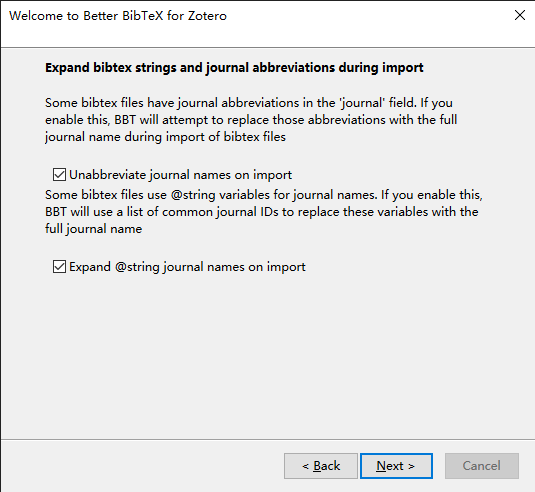 Welcome to Better BibTeX for Zotero
Expand bibtex strings and journal abbreviations during import
Some bibtex files have journal abbreviations in the 'journal' field. If you
enable this, BBT will attempt to replace those abbreviations with the full
journal name during import of bibtex files
Unabbreviate journal names on import
Some bibtex files use @string variables for journal names. If you enable this,
BBT will use a list of common journal IDs to replace these variables with the
full journal name
Expand @string journal names on import
< Back
Next >
Cancel